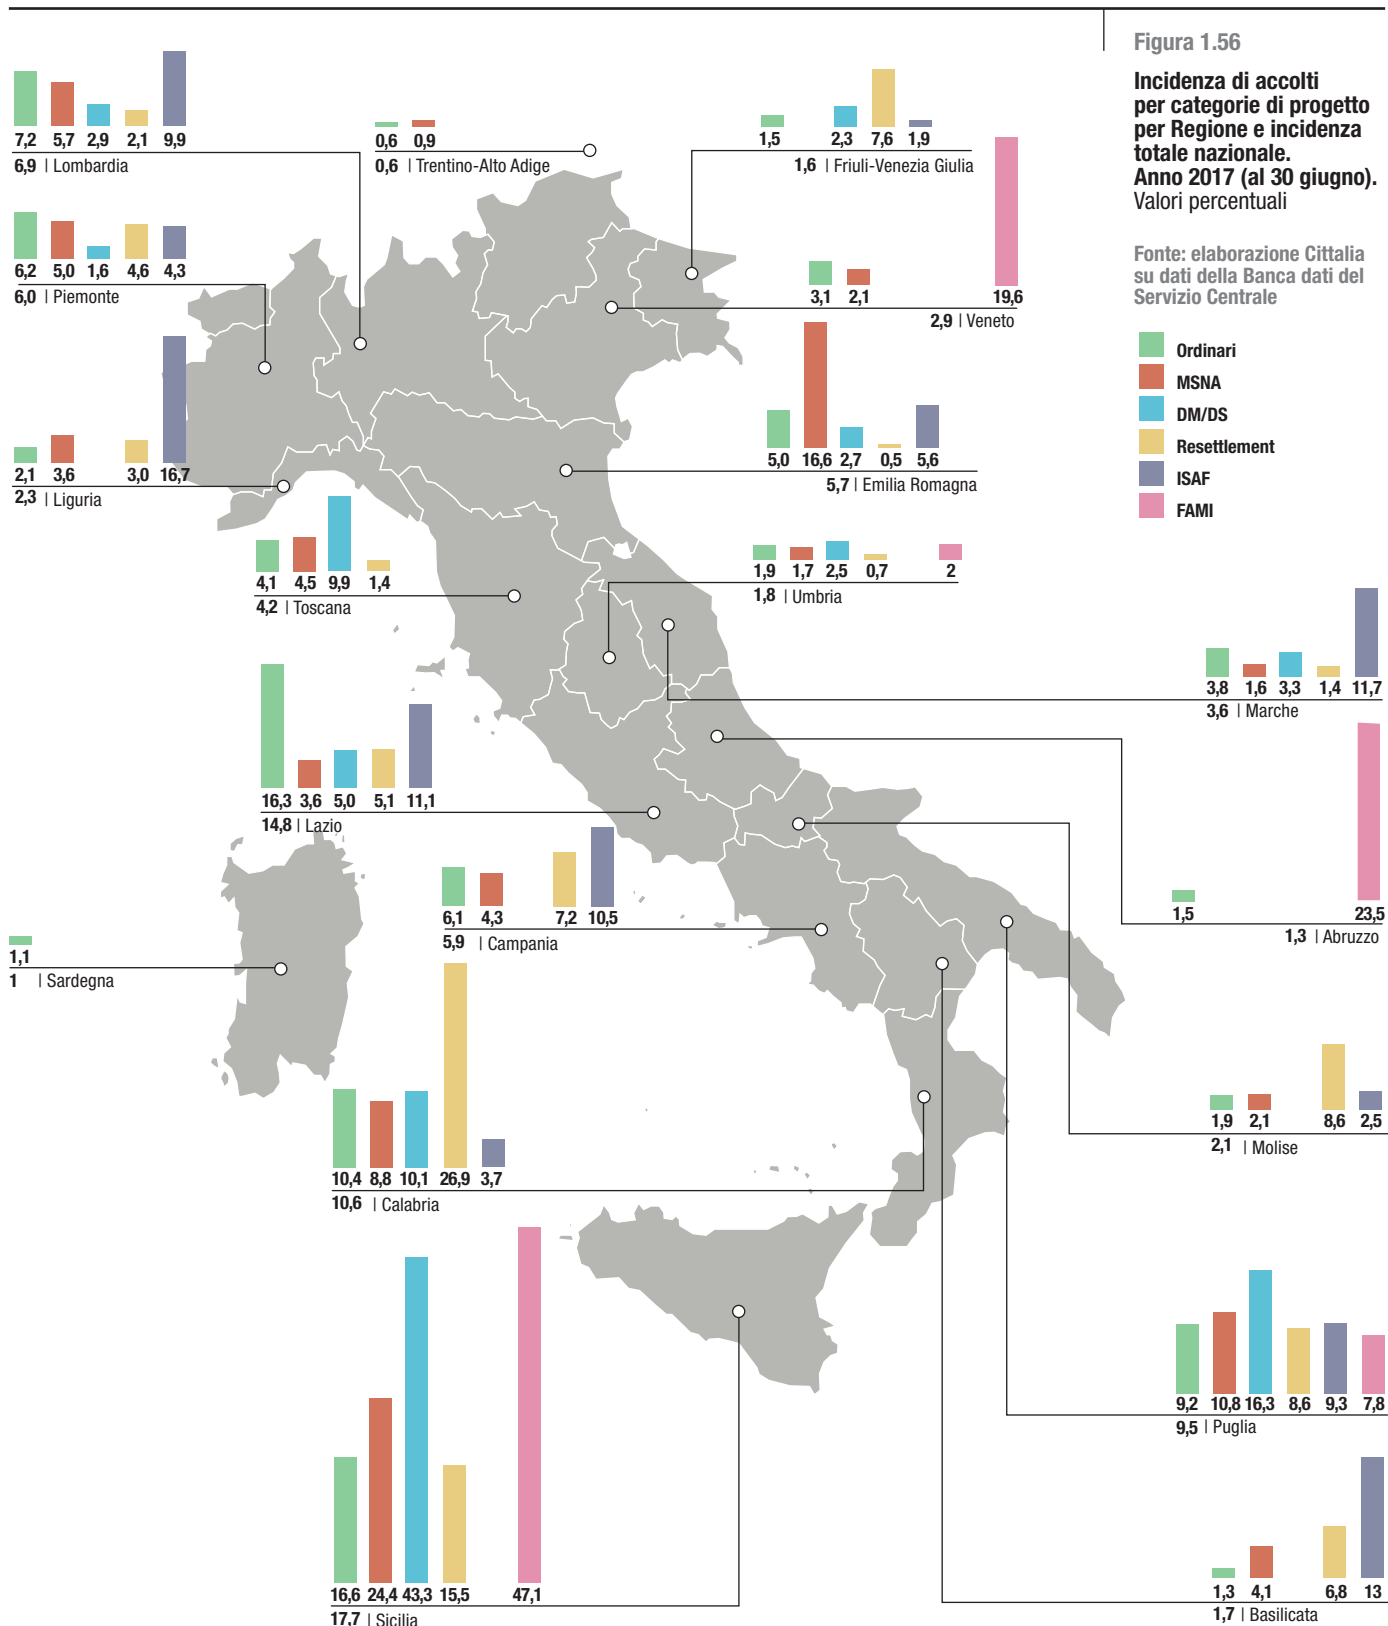 Figura 1.56
Incidenza di accolti
per categorie di progetto
per Regione e incidenza
totale nazionale.
Anno 2017 (al 30 giugno).
Valori percentuali
Fonte: elaborazione Cittalia
su dati della Banca dati del
Servizio Centrale
Ordinari
MSNA
DM/DS
Resettlement
ISAF
FAMI
7,2 5,7 2,9 2,1 9,9
6,9 | Lombardia
0,6 0,9
0,6 | Trentino-Alto Adige
1,5 2,3 7,6 1,9
1,6 | Friuli-Venezia Giulia
6,2 5,0 1,6 4,6 4,3
6,0 | Piemonte
3,1 2,1 19,6
2,9 | Veneto
2,1 3,6 3,0 16,7
2,3 | Liguria
5,0 16,6 2,7 0,5 5,6
5,7 | Emilia Romagna
4,1 4,5 9,9 1,4
4,2 | Toscana
1,9 1,7 2,5 0,7 2
1,8 | Umbria
3,8 1,6 3,3 1,4 11,7
3,6 | Marche
16,3 3,6 5,0 5,1 11,1
14,8 | Lazio
1,5 23,5
1,3 | Abruzzo
6,1 4,3 7,2 10,5
5,9 | Campania
1,1
1 | Sardegna
1,9 2,1 8,6 2,5
2,1 | Molise
10,4 8,8 10,1 26,9 3,7
10,6 | Calabria
9,2 10,8 16,3 8,6 9,3 7,8
9,5 | Puglia
16,6 24,4 43,3 15,5 47,1
17,7 | Sicilia
1,3 4,1 6,8 13
1,7 | Basilicata